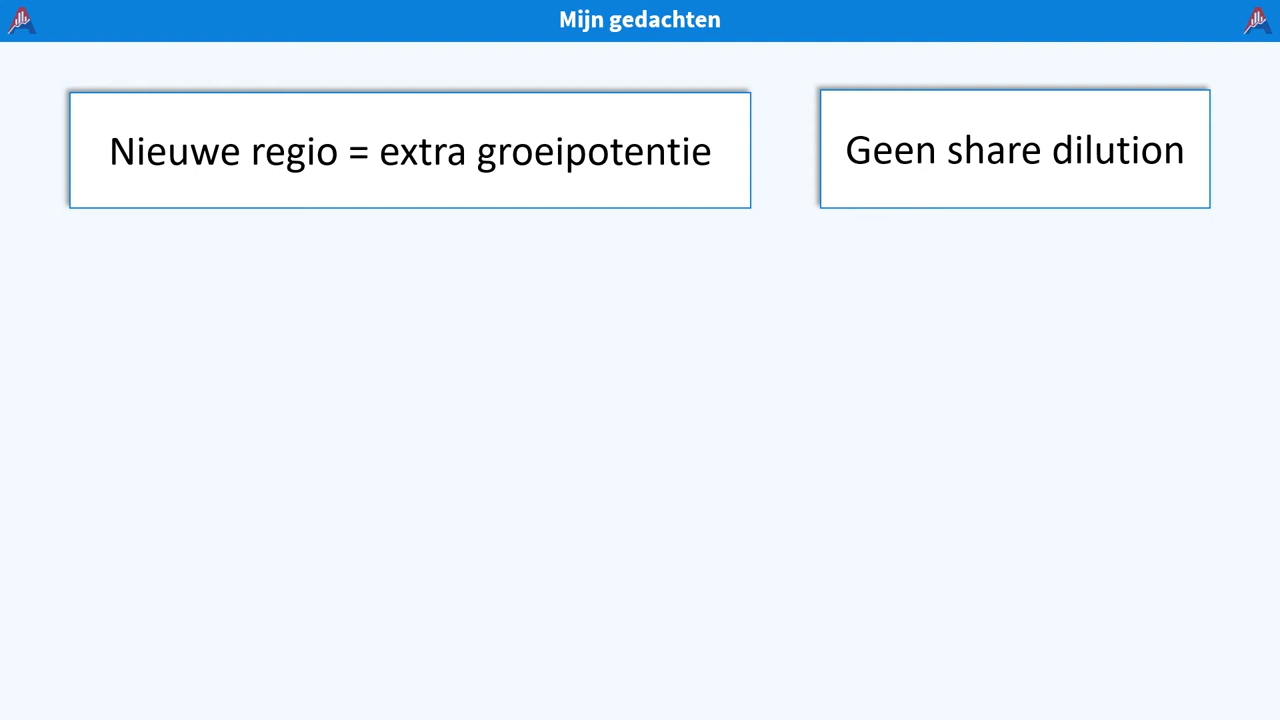 Mijn gedachten
Nieuwe regio = extra groeipotentie
Geen share dilution